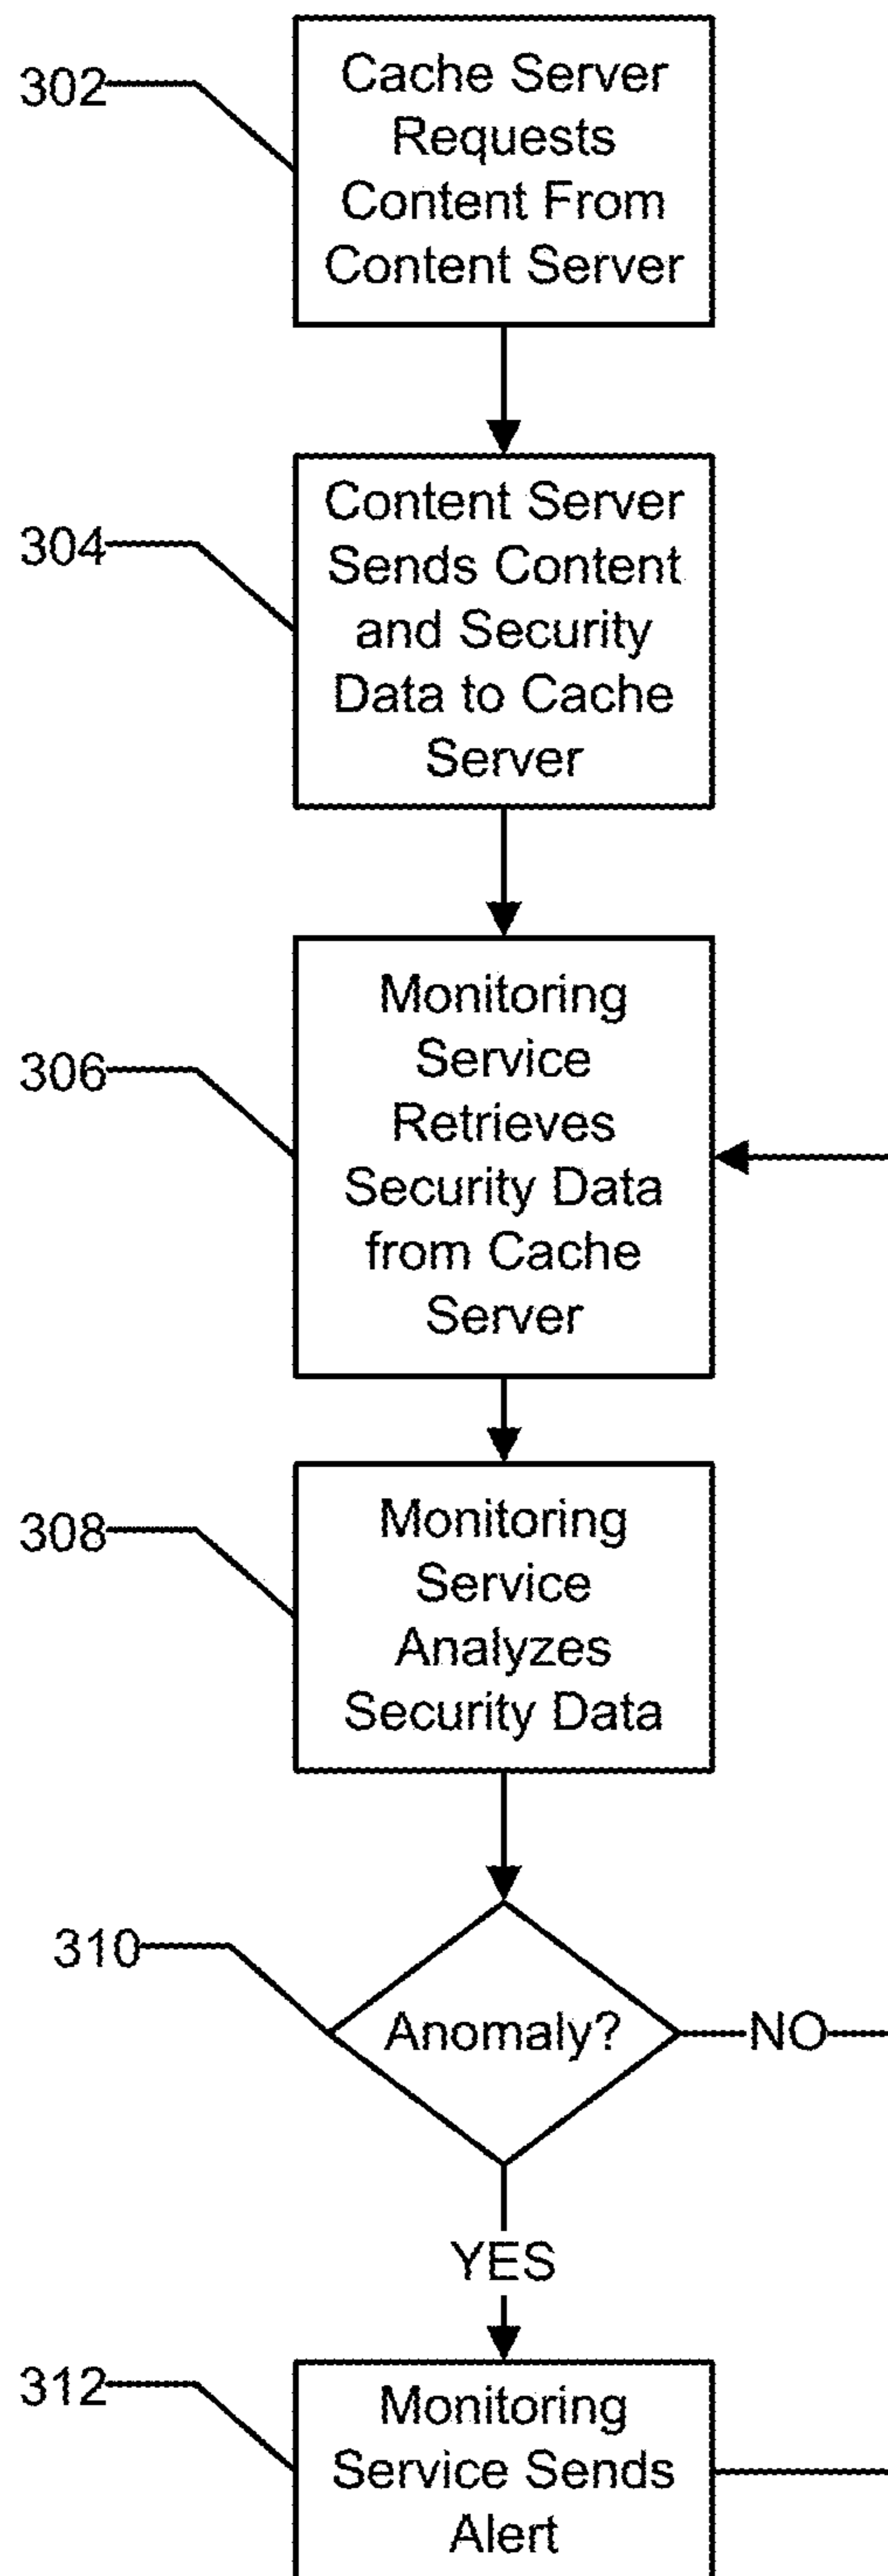 302
Cache Server
Requests
Content From
Content Server
304
Content Server
Sends Content
and Security
Data to Cache
Server
306
Monitoring
Service
Retrieves
Security Data
from Cache
Server
308
Monitoring
Service
Analyzes
Security Data
310
Anomaly?
NO
YES
312
Monitoring
Service Sends
Alert